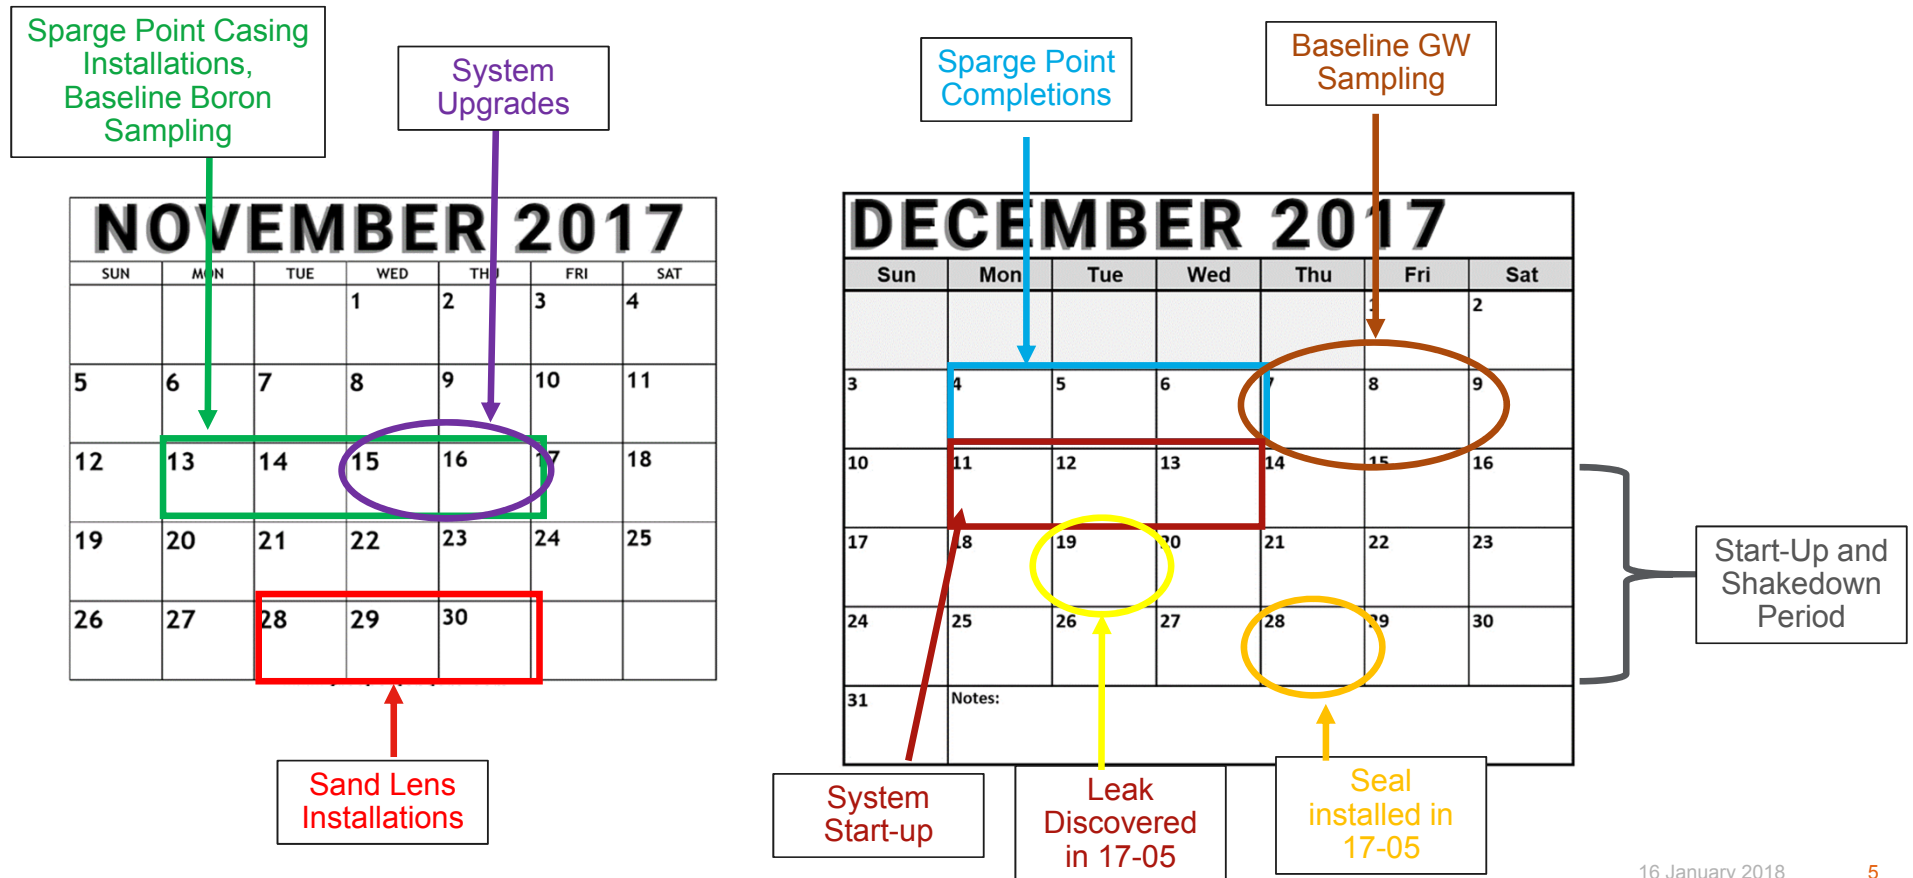 Sparge Point Casing
Installations,
Baseline Boron
Sampling
System
Upgrades
Sparge Point
Completions
Baseline GW
Sampling
NOVEMBER 2017
SUN MON TUE WED THU FRI SAT
1 2 3 4
5 6 7 8 9 10 11
12 13 14 15 16 17 18
19 20 21 22 23 24 25
26 27 28 29 30
DECEMBER 2017
Sun Mon Tue Wed Thu Fri Sat
1 2
3 4 5 6 7 8 9
10 11 12 13 14 15 16
17 18 19 20 21 22 23
24 25 26 27 28 29 30
31 Notes:
Start-Up and
Shakedown
Period
Sand Lens
Installations
System
Start-up
Leak
Discovered
in 17-05
Seal
installed in
17-05
16 January 2018 5